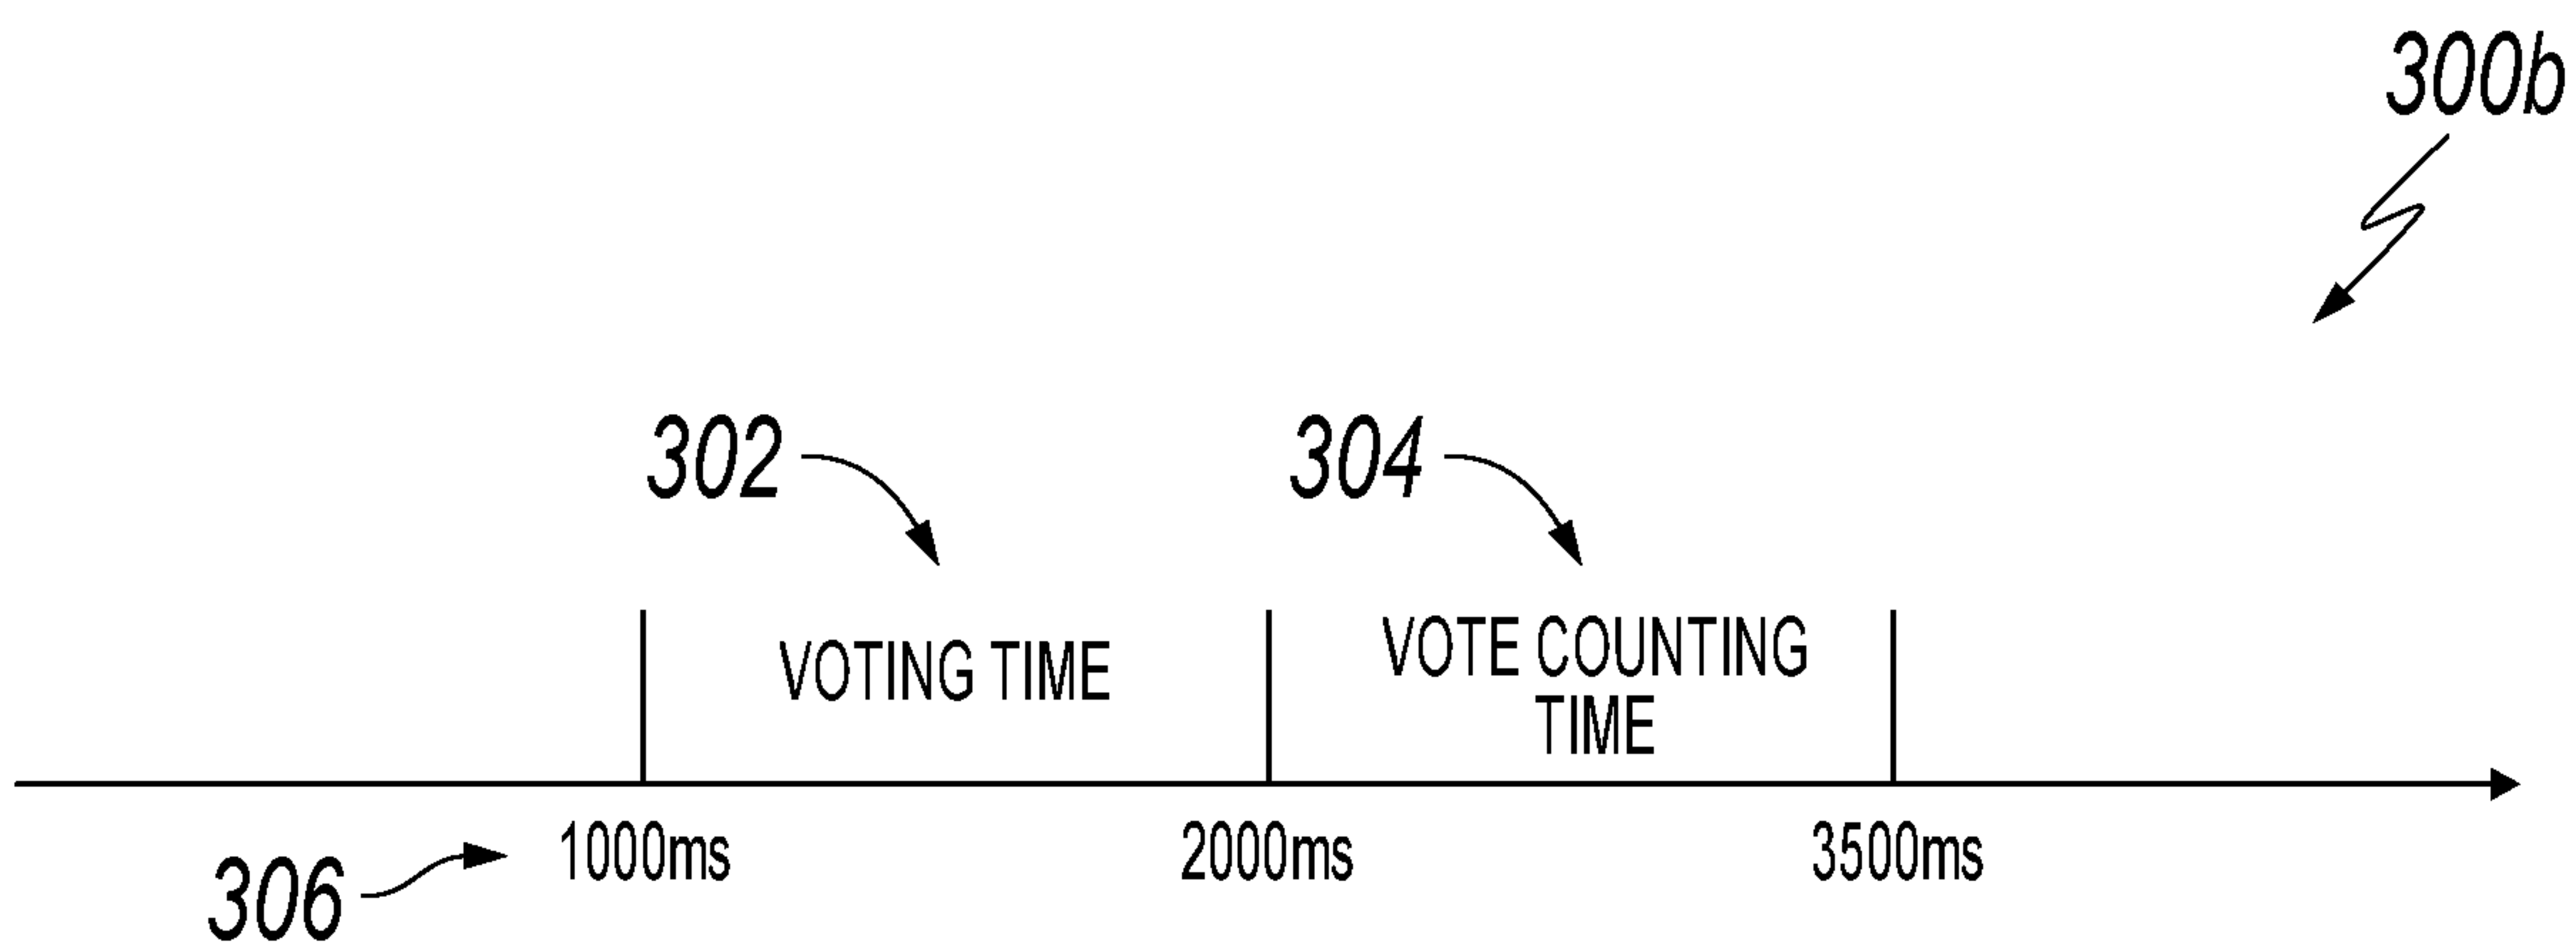 300b
302
304
VOTING TIME
VOTE COUNTING
TIME
306
1000ms
2000ms
3500ms